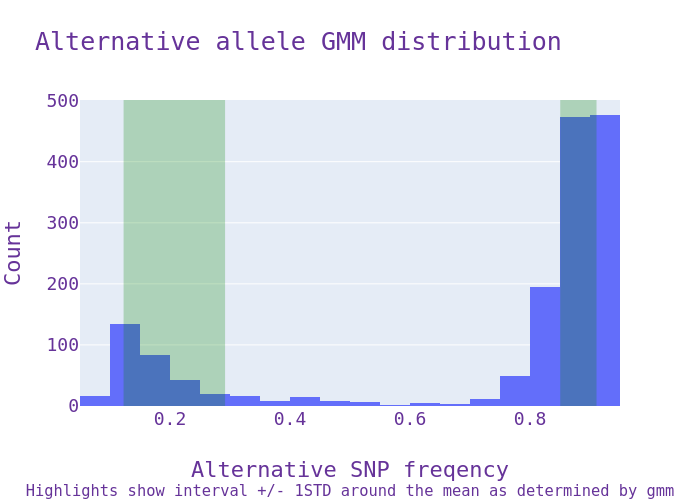 Alternative allele GMM distribution
500
400
300
200
100
0
Count
0.2
0.4
0.6
0.8
Alternative SNP freqency
Highlights show interval +/- 1STD around the mean as determined by gmm